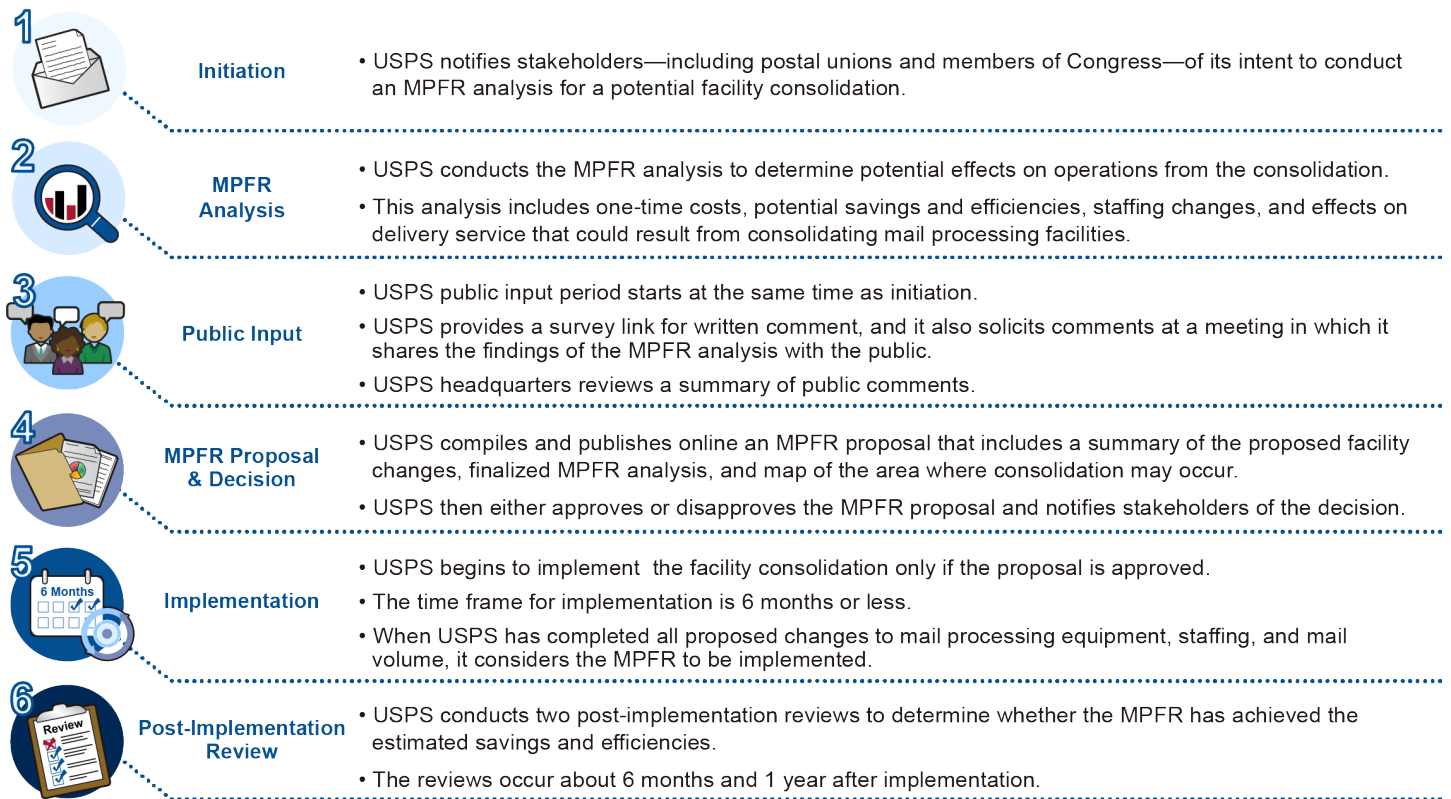 1
Initiation
• USPS notifies stakeholders—including postal unions and members of Congress—of its intent to conduct
an MPFR analysis for a potential facility consolidation.
2
MPFR
Analysis
• USPS conducts the MPFR analysis to determine potential effects on operations from the consolidation.
• This analysis includes one-time costs, potential savings and efficiencies, staffing changes, and effects on
delivery service that could result from consolidating mail processing facilities.
3
Public Input
• USPS public input period starts at the same time as initiation.
• USPS provides a survey link for written comment, and it also solicits comments at a meeting in which it
shares the findings of the MPFR analysis with the public.
• USPS headquarters reviews a summary of public comments.
4
MPFR Proposal
& Decision
• USPS compiles and publishes online an MPFR proposal that includes a summary of the proposed facility
changes, finalized MPFR analysis, and map of the area where consolidation may occur.
• USPS then either approves or disapproves the MPFR proposal and notifies stakeholders of the decision.
5
6 Months
Implementation
• USPS begins to implement  the facility consolidation only if the proposal is approved.
• The time frame for implementation is 6 months or less.
• When USPS has completed all proposed changes to mail processing equipment, staffing, and mail
volume, it considers the MPFR to be implemented.
6
Review
Post-Implementation
Review
• USPS conducts two post-implementation reviews to determine whether the MPFR has achieved the
estimated savings and efficiencies.
• The reviews occur about 6 months and 1 year after implementation.